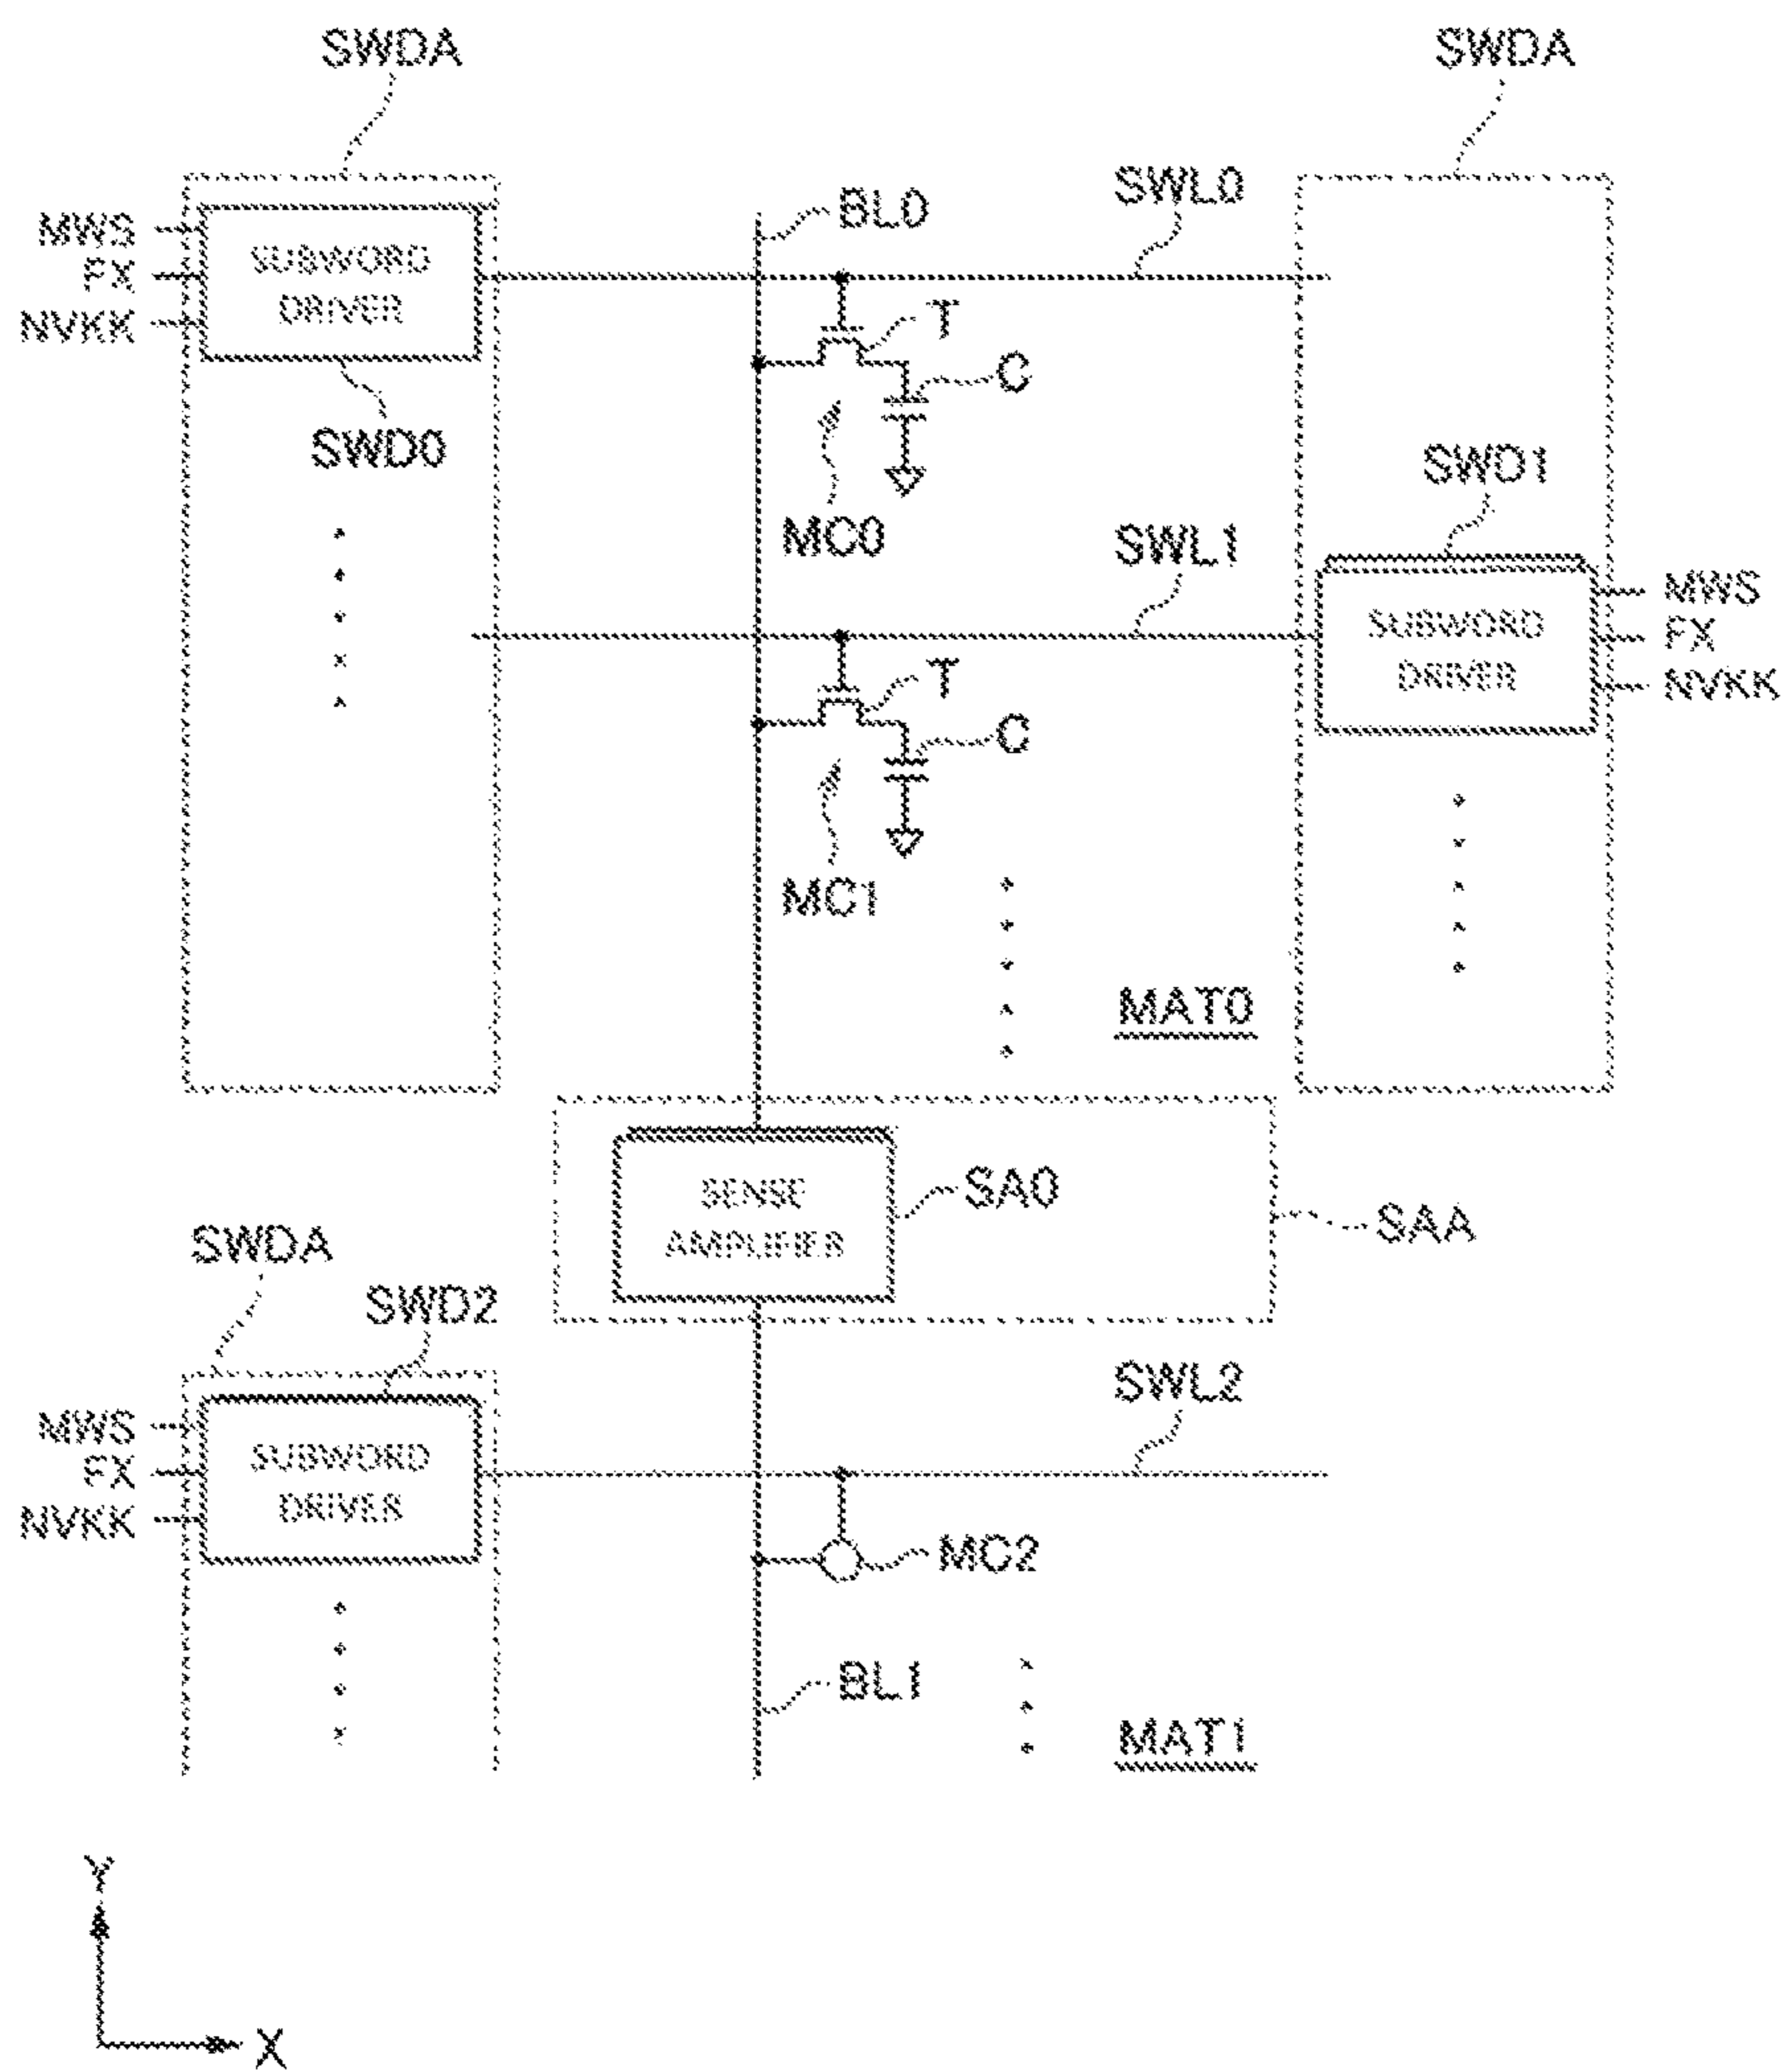 SWDA
SWDA
SWL0
BL0
MWS
FX
NVKK
SUBWORD
DRIVER
T
C
SWD0
SWD1
MC0
SWL1
MWS
FX
NVKK
SUBWORD
DRIVER
T
C
MC1
MAT0
SENSE
AMPLIFIER
SA0
SAA
SWDA
SWD2
SWL2
MWS
FX
NVKK
SUBWORD
DRIVER
MC2
BL1
MAT1
Y
X